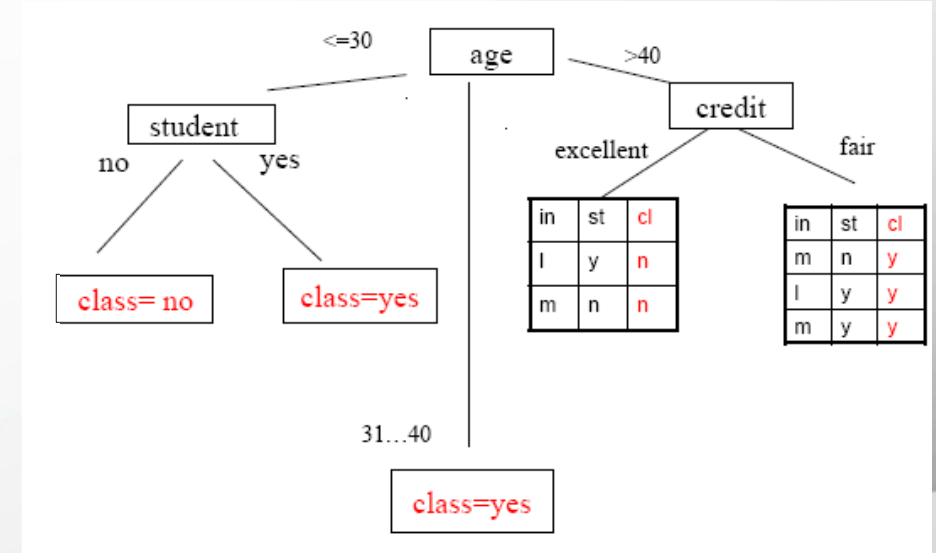 <=30
age
>40
student
credit
no
yes
excellent
fair
class= no
class=yes
in st cl
l y n
m n n
in st cl
m n y
l y y
m y y
31...40
class=yes